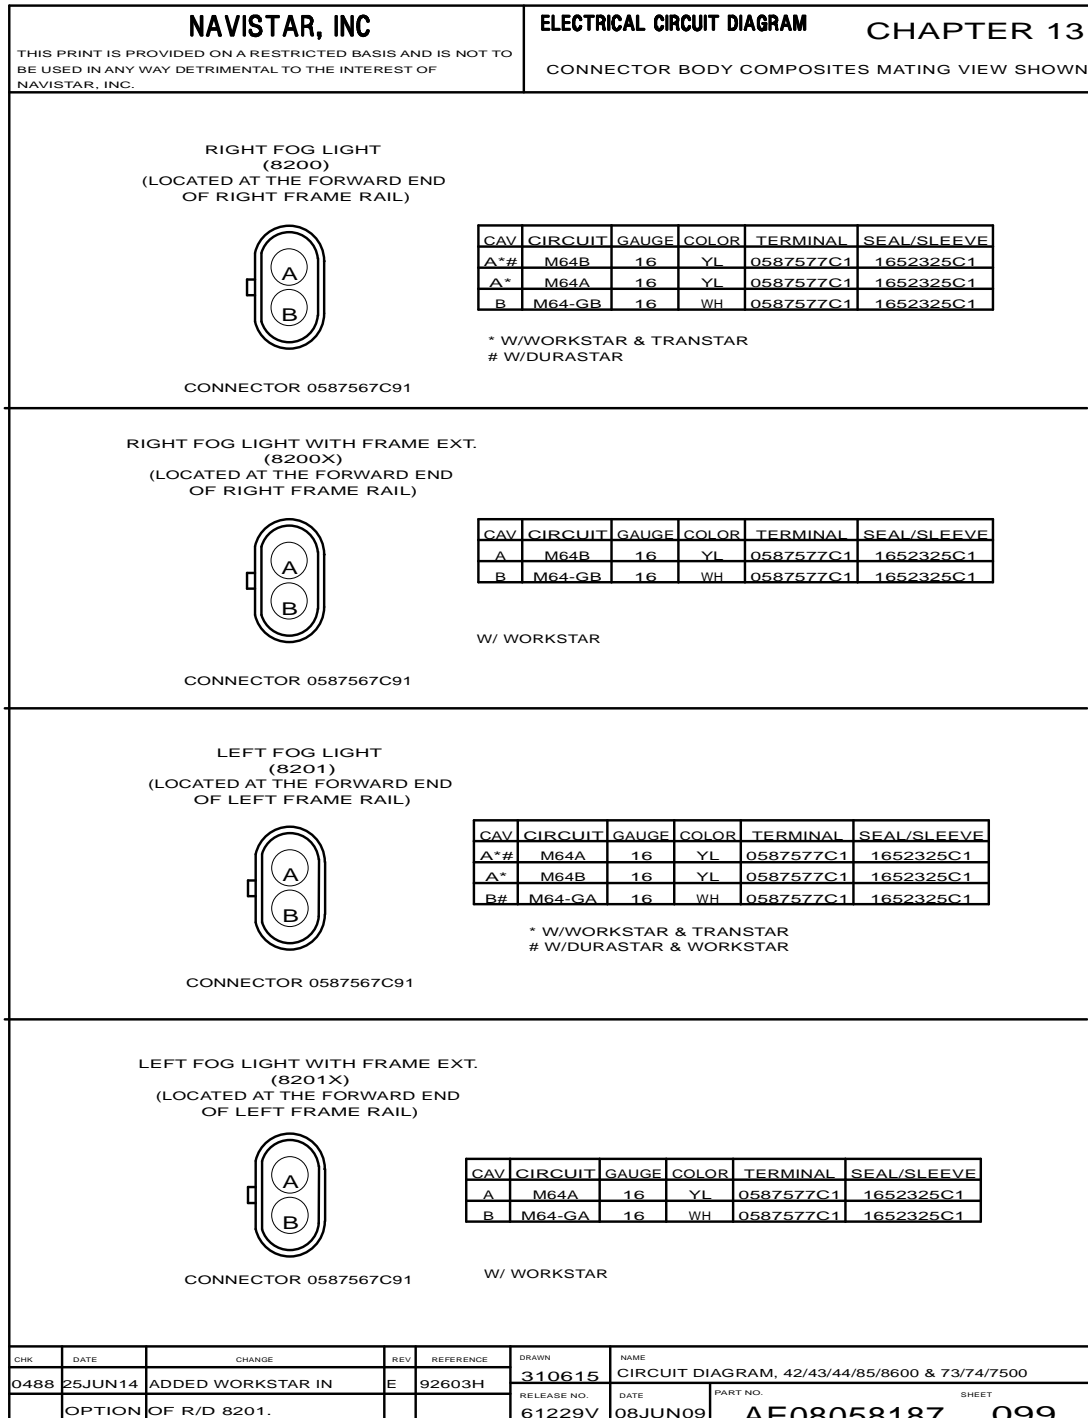 NAVISTAR, INC
THIS PRINT IS PROVIDED ON A RESTRICTED BASIS AND IS NOT TO
BE USED IN ANY WAY DETRIMENTAL TO THE INTEREST OF
NAVISTAR, INC.
ELECTRICAL CIRCUIT DIAGRAM CHAPTER 13
CONNECTOR BODY COMPOSITES MATING VIEW SHOWN
RIGHT FOG LIGHT
(8200)
(LOCATED AT THE FORWARD END
OF RIGHT FRAME RAIL)
A
B
CONNECTOR 0587567C91
CAV CIRCUIT GAUGE COLOR TERMINAL SEAL/SLEEVE
A*# M64B 16 YL 0587577C1 1652325C1
A* M64A 16 YL 0587577C1 1652325C1
B M64-GB 16 WH 0587577C1 1652325C1
* W/WORKSTAR & TRANSTAR
# W/DURASTAR
RIGHT FOG LIGHT WITH FRAME EXT.
(8200X)
(LOCATED AT THE FORWARD END
OF RIGHT FRAME RAIL)
A
B
CONNECTOR 0587567C91
CAV CIRCUIT GAUGE COLOR TERMINAL SEAL/SLEEVE
A M64B 16 YL 0587577C1 1652325C1
B M64-GB 16 WH 0587577C1 1652325C1
W/ WORKSTAR
LEFT FOG LIGHT
(8201)
(LOCATED AT THE FORWARD END
OF LEFT FRAME RAIL)
A
B
CONNECTOR 0587567C91
CAV CIRCUIT GAUGE COLOR TERMINAL SEAL/SLEEVE
A*# M64A 16 YL 0587577C1 1652325C1
A* M64B 16 YL 0587577C1 1652325C1
B# M64-GA 16 WH 0587577C1 1652325C1
* W/WORKSTAR & TRANSTAR
# W/DURASTAR & WORKSTAR
LEFT FOG LIGHT WITH FRAME EXT.
(8201X)
(LOCATED AT THE FORWARD END
OF LEFT FRAME RAIL)
A
B
CONNECTOR 0587567C91
CAV CIRCUIT GAUGE COLOR TERMINAL SEAL/SLEEVE
A M64A 16 YL 0587577C1 1652325C1
B M64-GA 16 WH 0587577C1 1652325C1
W/ WORKSTAR
CHK DATE CHANGE REV REFERENCE
0488 25JUN14 ADDED WORKSTAR IN E 92603H
OPTION OF R/D 8201.
DRAWN NAME
310615 CIRCUIT DIAGRAM, 42/43/44/85/8600 & 73/74/7500
RELEASE NO. DATE PART NO. SHEET
61229V 08JUN09 AE08058187 099